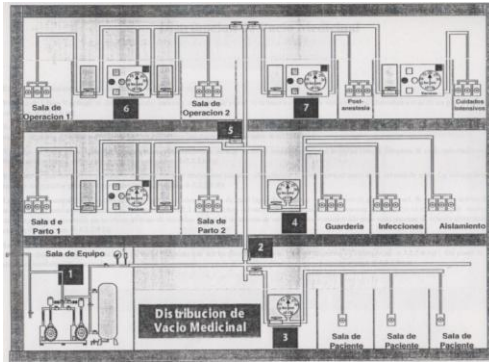 Sala de
Operacion 1
6
Sala de
Operacion 2
7
Post-
anestesia
Cuidados
Intensivos
5
Sala d e
Parto 1
Sala de
Parto 2
4
Guarderia
Infecciones
Aislamiento
Sala de Equipo
1
2
Distribucion de
Vacio Medicinal
3
Sala de
Paciente
Sala de
Paciente
Sala de
Paciente